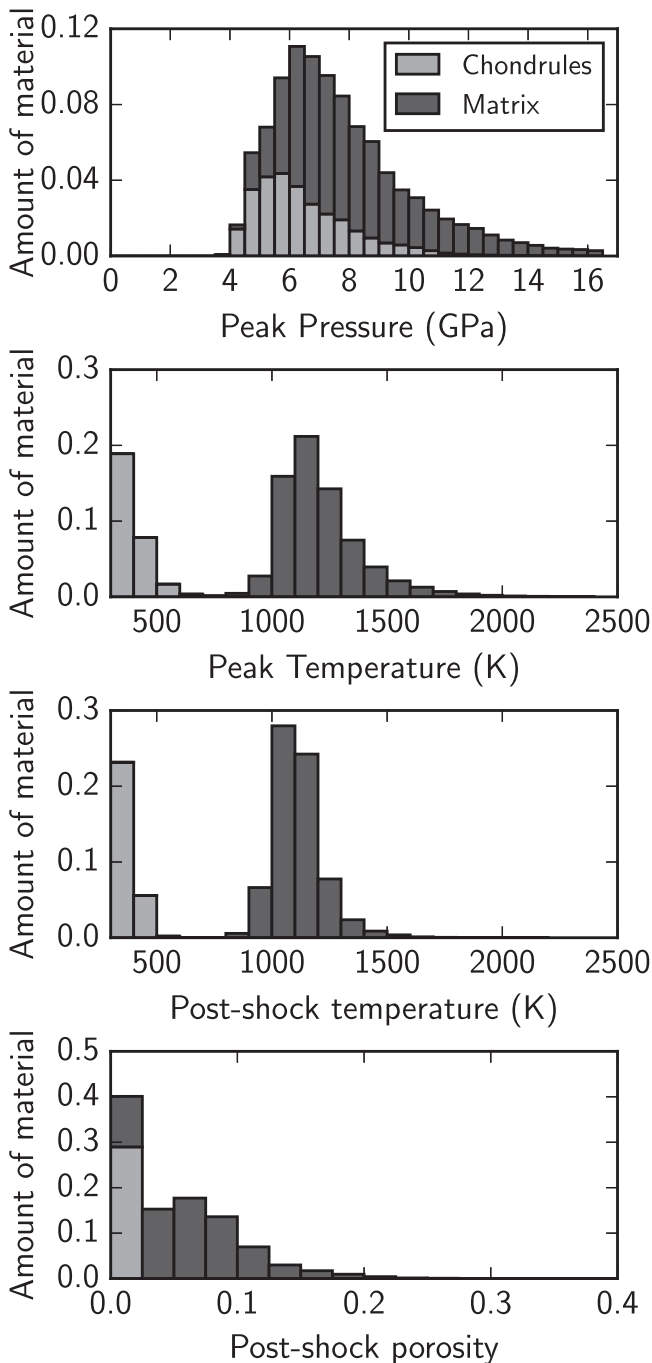 Amount of material
0.12
0.08
0.04
0.00
Chondrules
Matrix
0 2 4 6 8 10 12 14 16
Peak Pressure (GPa)
Amount of material
0.3
0.2
0.1
0.0
500 1000 1500 2000 2500
Peak Temperature (K)
Amount of material
0.3
0.2
0.1
0.0
500 1000 1500 2000 2500
Post-shock temperature (K)
Amount of material
0.5
0.4
0.3
0.2
0.1
0.0
0.0 0.1 0.2 0.3 0.4
Post-shock porosity